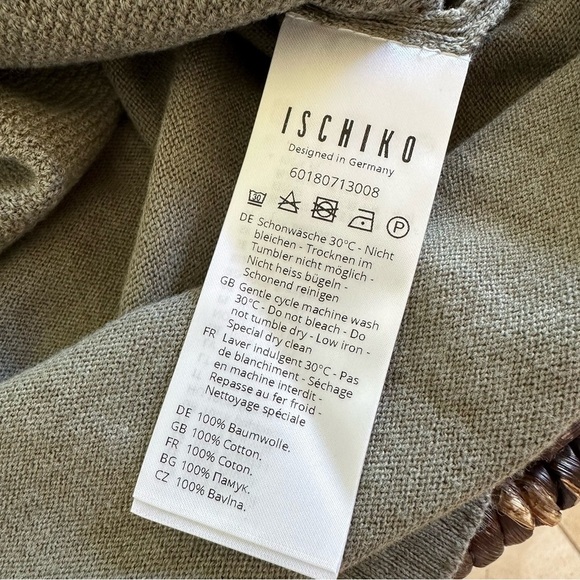 ISCHIKO
Designed in Germany
60180713008
30 P
DE Schonwäsche 30°C - Nicht
bleichen - Trocknen im
Tumbler nicht möglich -
Nicht heiss bügeln -
Schonend reinigen
GB Gentle cycle machine wash
30°C - Do not bleach - Do
not tumble dry - Low iron -
Special dry clean
FR Laver indulgent 30°C - Pas
de blanchiment - Séchage
en machine interdit -
Repasse au fer froid -
Nettoyage spéciale
DE 100% Baumwolle.
GB 100% Cotton.
FR 100% Coton.
BG 100% Памук.
CZ 100% Bavlna.